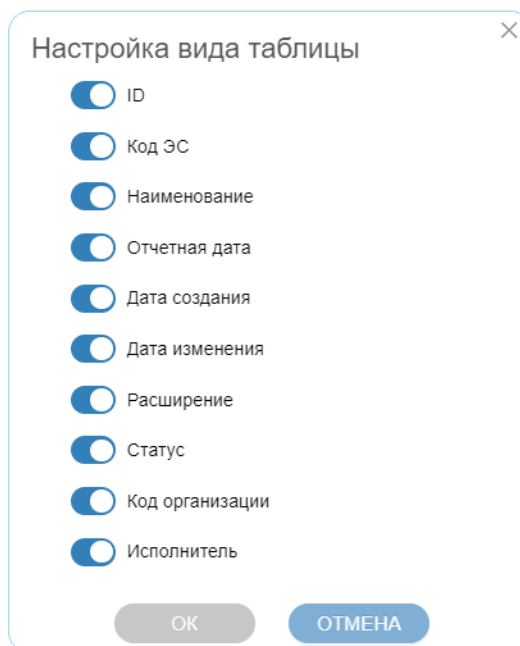 Настройка вида таблицы
ID
Код ЭС
Наименование
Отчетная дата
Дата создания
Дата изменения
Расширение
Статус
Код организации
Исполнитель
ОК ОТМЕНА